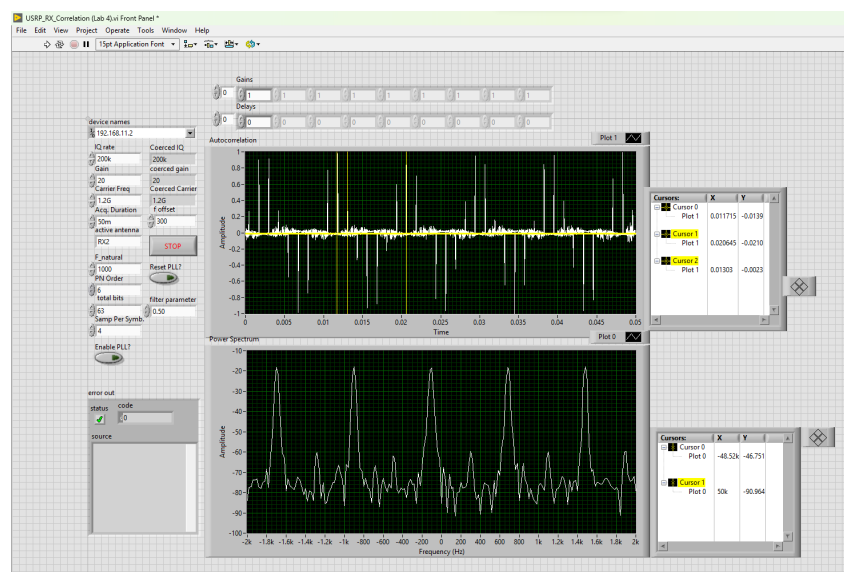 USRP_RX_Correlation (Lab 4).vi Front Panel *
File Edit View Project Operate Tools Window Help
15pt Application Font
Gains
0 1 1 1 1 1 1 1 1
Delays
0 0 0 0 0 0 0 0 0
device names
192.168.11.2
IQ rate Coerced IQ
200k 200k
Gain coerced gain
20 20
Carrier Freq Coerced Carrier
1.2G 1.2G
Acq. Duration f offset
50m 300
active antenna
RX2
STOP
F_natural Reset PLL?
1000
PN Order
6
total bits filter parameter
63 0.50
Samp Per Symb.
4
Enable PLL?
error out
status code
0
source
Autocorrelation
Plot 1
Amplitude
1
0.8
0.6
0.4
0.2
0
-0.2
-0.4
-0.6
-0.8
-1
0 0.005 0.01 0.015 0.02 0.025 0.03 0.035 0.04 0.045 0.05
Time
Cursors: X Y
Cursor 0
Plot 1 0.011715 -0.0139
Cursor 1
Plot 1 0.020645 -0.0210
Cursor 2
Plot 1 0.01303 -0.0023
Power Spectrum
Plot 0
Amplitude
-10
-20
-30
-40
-50
-60
-70
-80
-90
-100
-2k -1.8k -1.6k -1.4k -1.2k -1k -800 -600 -400 -200 0 200 400 600 800 1k 1.2k 1.4k 1.6k 1.8k 2k
Frequency (Hz)
Cursors: X Y
Cursor 0
Plot 0 -48.52k -46.751
Cursor 1
Plot 0 50k -90.964